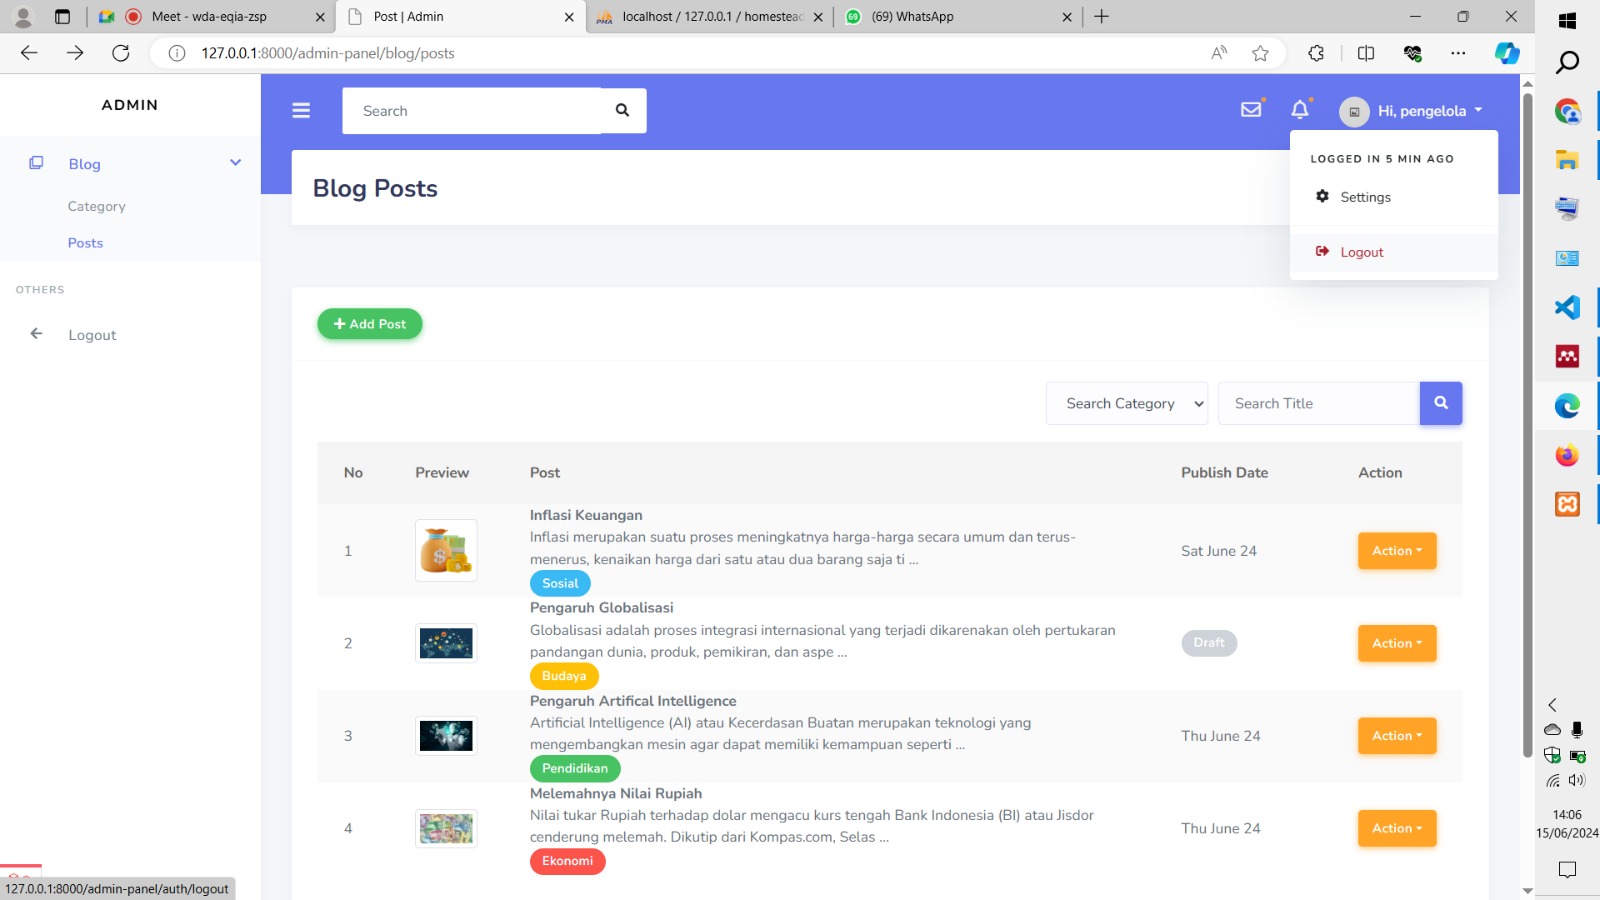 Meet - wda-eqia-zsp
Post | Admin
localhost / 127.0.0.1 / homestead
(69) WhatsApp
127.0.0.1:8000/admin-panel/blog/posts
ADMIN
Search
Hi, pengelola
LOGGED IN 5 MIN AGO
Settings
Logout
Blog
Category
Posts
OTHERS
Logout
Blog Posts
Add Post
Search Category
Search Title
No Preview Post Publish Date Action
Inflasi Keuangan
Inflasi merupakan suatu proses meningkatnya harga-harga secara umum dan terus-
1 Sat June 24 Action
menerus, kenaikan harga dari satu atau dua barang saja ti ...
Sosial
Pengaruh Globalisasi
Globalisasi adalah proses integrasi internasional yang terjadi dikarenakan oleh pertukaran
2 Draft Action
pandangan dunia, produk, pemikiran, dan aspe ...
Budaya
Pengaruh Artifical Intelligence
Artificial Intelligence (AI) atau Kecerdasan Buatan merupakan teknologi yang
3 Thu June 24 Action
mengembangkan mesin agar dapat memiliki kemampuan seperti ...
Pendidikan
Melemahnya Nilai Rupiah
Nilai tukar Rupiah terhadap dolar mengacu kurs tengah Bank Indonesia (BI) atau Jisdor
4 Thu June 24 Action
cenderung melemah. Dikutip dari Kompas.com, Selas ...
Ekonomi
127.0.0.1:8000/admin-panel/auth/logout
14:06
15/06/2024